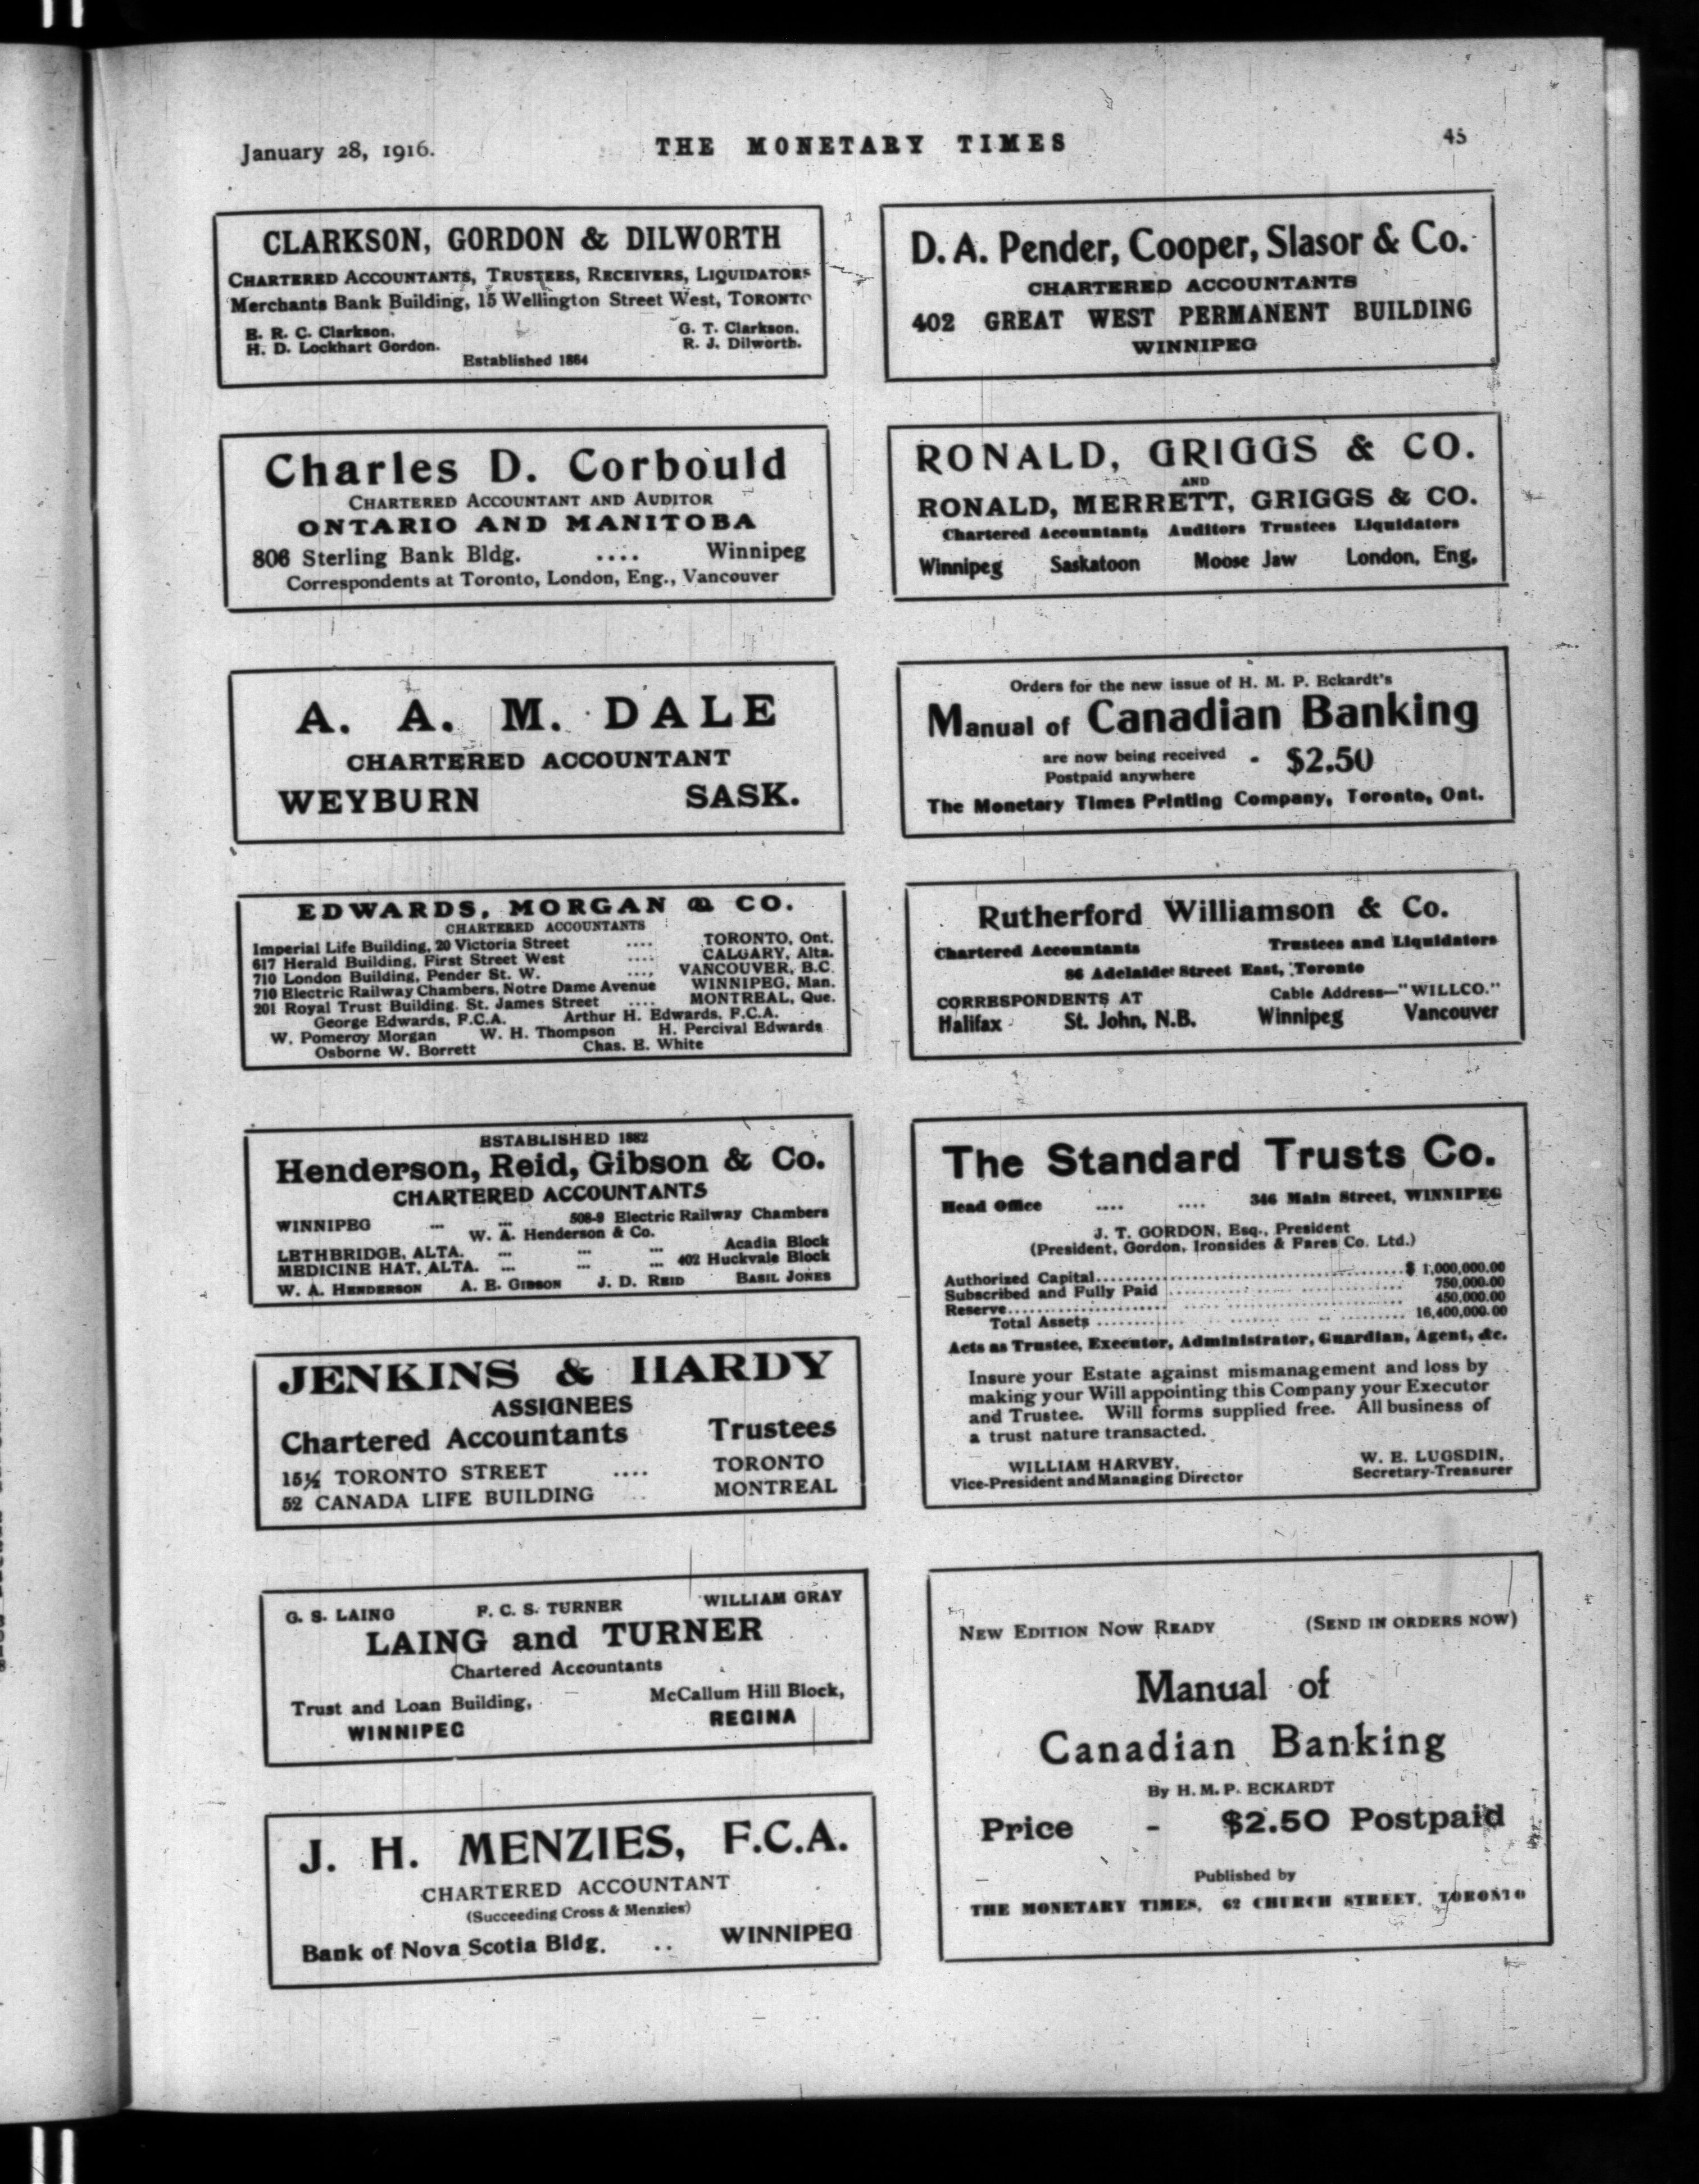 January 28, 1916.
THE MONETARY TIMES
45
CLARKSON, GORDON & DILWORTH
CHARTERED ACCOUNTANTS, TRUSTEES, RECEIVERS, LIQUIDATORS
Merchants Bank Building, 15 Wellington Street West, TORONTO
E. R. C. Clarkson. G. T. Clarkson.
H. D. Lockhart Gordon. R. J. Dilworth.
Established 1864
Charles D. Corbould
CHARTERED ACCOUNTANT AND AUDITOR
ONTARIO AND MANITOBA
806 Sterling Bank Bldg. .... Winnipeg
Correspondents at Toronto, London, Eng., Vancouver
A. A. M. DALE
CHARTERED ACCOUNTANT
WEYBURN SASK.
EDWARDS, MORGAN & CO.
CHARTERED ACCOUNTANTS
Imperial Life Building, 20 Victoria Street .... TORONTO, Ont.
617 Herald Building, First Street West .... CALGARY, Alta.
710 London Building, Pender St. W. .... VANCOUVER, B.C.
710 Electric Railway Chambers, Notre Dame Avenue WINNIPEG, Man.
201 Royal Trust Building, St. James Street .... MONTREAL, Que.
George Edwards, F.C.A. Arthur H. Edwards, F.C.A.
W. Pomeroy Morgan W. H. Thompson H. Percival Edwards
Osborne W. Borrett Chas. E. White
ESTABLISHED 1882
Henderson, Reid, Gibson & Co.
CHARTERED ACCOUNTANTS
WINNIPEG ... ... 508-9 Electric Railway Chambers
W. A. Henderson & Co.
LETHBRIDGE, ALTA. ... ... ... Acadia Block
MEDICINE HAT, ALTA. ... ... ... 402 Huckvale Block
W. A. HENDERSON A. E. GIBSON J. D. REID BASIL JONES
JENKINS & HARDY
ASSIGNEES
Chartered Accountants Trustees
15½ TORONTO STREET .... TORONTO
52 CANADA LIFE BUILDING .... MONTREAL
G. S. LAING F. C. S. TURNER WILLIAM GRAY
LAING and TURNER
Chartered Accountants
Trust and Loan Building, McCallum Hill Block,
WINNIPEG REGINA
J. H. MENZIES, F.C.A.
CHARTERED ACCOUNTANT
(Succeeding Cross & Menzies)
Bank of Nova Scotia Bldg. .. WINNIPEG
D. A. Pender, Cooper, Slasor & Co.
CHARTERED ACCOUNTANTS
402 GREAT WEST PERMANENT BUILDING
WINNIPEG
RONALD, GRIGGS & CO.
AND
RONALD, MERRETT, GRIGGS & CO.
Chartered Accountants Auditors Trustees Liquidators
Winnipeg Saskatoon Moose Jaw London, Eng.
Orders for the new issue of H. M. P. Eckardt's
Manual of Canadian Banking
are now being received - $2.50
Postpaid anywhere
The Monetary Times Printing Company, Toronto, Ont.
Rutherford Williamson & Co.
Chartered Accountants Trustees and Liquidators
86 Adelaide Street East, Toronto
CORRESPONDENTS AT Cable Address—"WILLCO."
Halifax St. John, N.B. Winnipeg Vancouver
The Standard Trusts Co.
Head Office .... .... 346 Main Street, WINNIPEG
J. T. GORDON, Esq., President
(President, Gordon, Ironsides & Fares Co. Ltd.)
Authorized Capital........ $ 1,000,000.00
Subscribed and Fully Paid ........ 750,000.00
Reserve........ 450,000.00
Total Assets ........ 16,400,000.00
Acts as Trustee, Executor, Administrator, Guardian, Agent, &c.
Insure your Estate against mismanagement and loss by
making your Will appointing this Company your Executor
and Trustee. Will forms supplied free. All business of
a trust nature transacted.
WILLIAM HARVEY, W. E. LUGSDIN,
Vice-President and Managing Director Secretary-Treasurer
NEW EDITION NOW READY (SEND IN ORDERS NOW)
Manual of
Canadian Banking
By H. M. P. ECKARDT
Price - $2.50 Postpaid
Published by
THE MONETARY TIMES, 62 CHURCH STREET, TORONTO